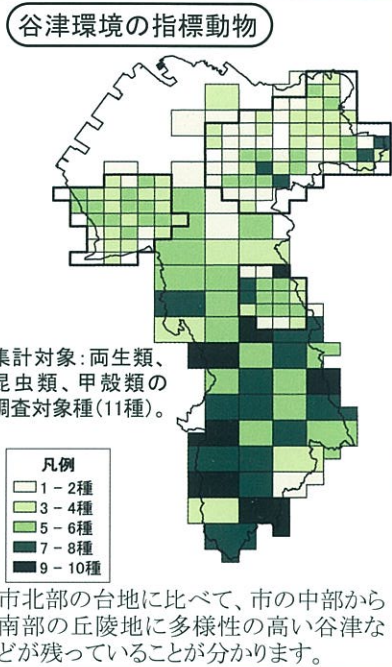 谷津環境の指標動物
集計対象:両生類、
昆虫類、甲殻類の
調査対象種(11種)。
凡例
1－2種
3－4種
5－6種
7－8種
9－10種
市北部の台地に比べて、市の中部から
南部の丘陵地に多様性の高い谷津な
どが残っていることが分かります。